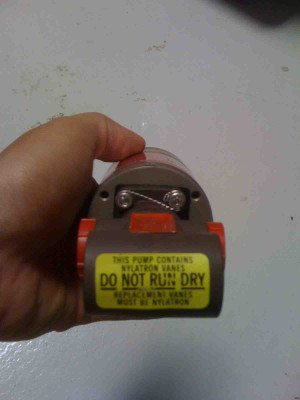 THIS PUMP CONTAINS
NYLATRON VANES
DO NOT RUN DRY
REPLACEMENT VANES
MUST BE NYLATRON